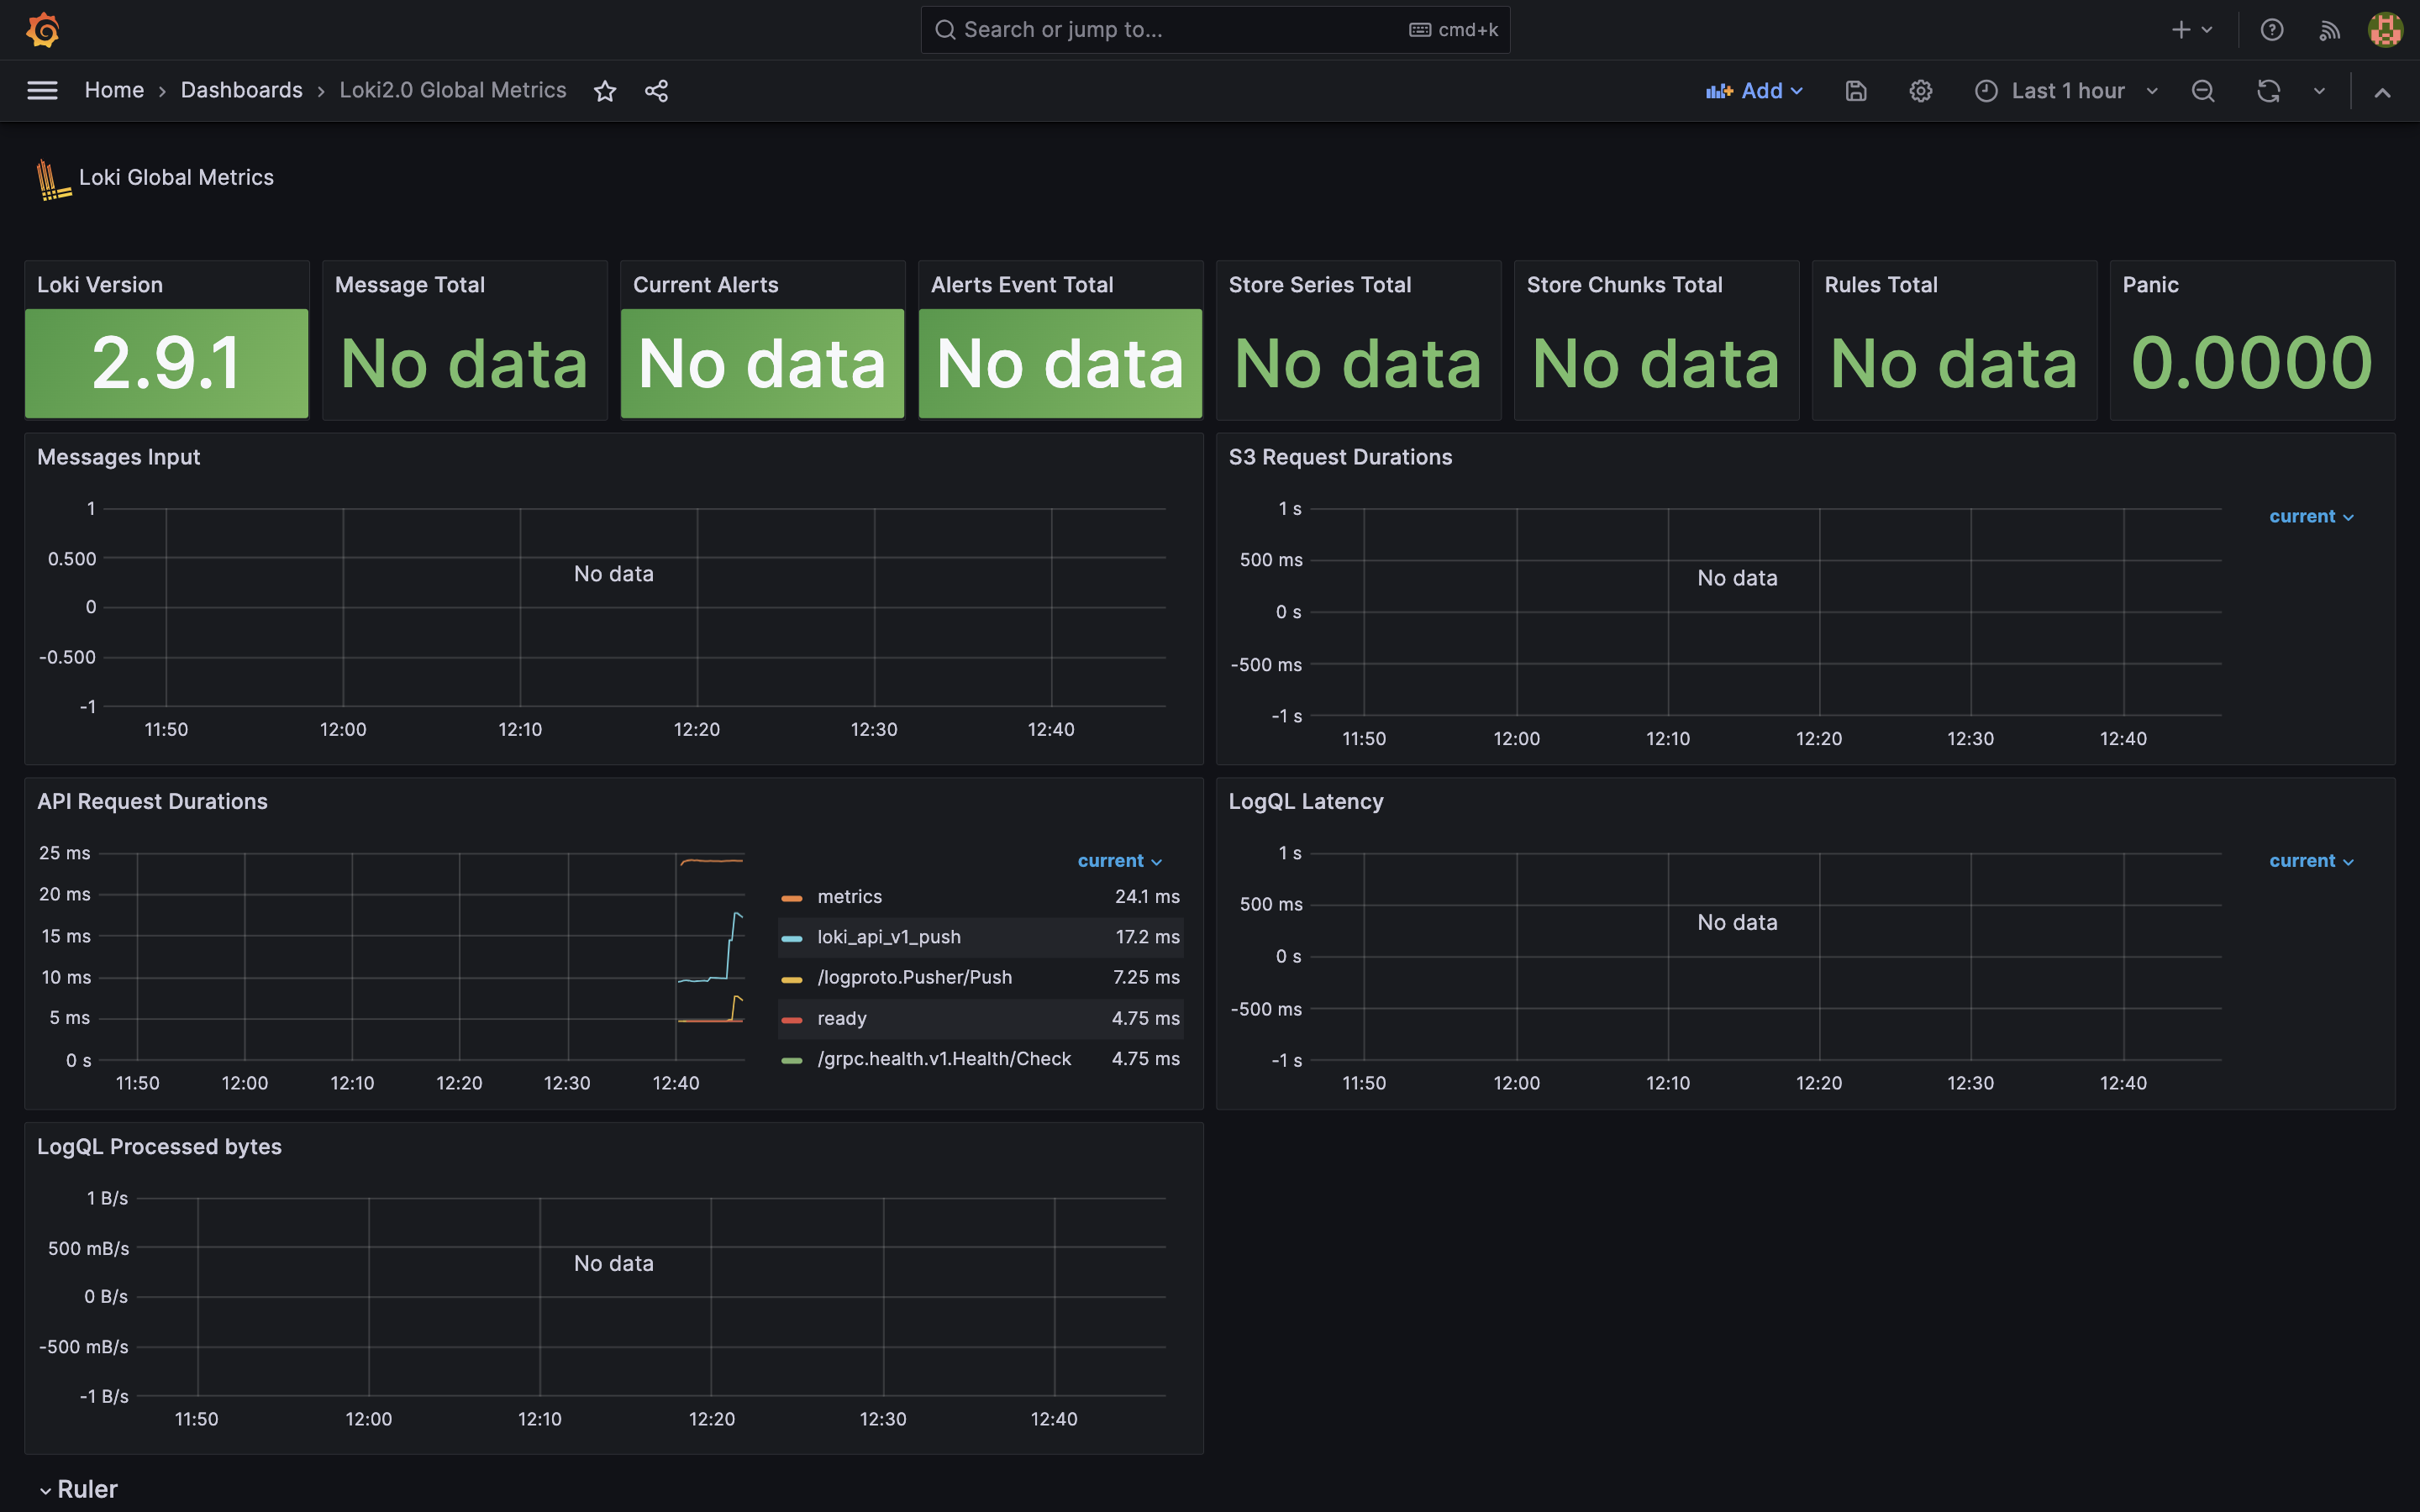 Search or jump to... cmd+k
Home › Dashboards › Loki2.0 Global Metrics
Add
Last 1 hour
Loki Global Metrics
Loki Version
2.9.1
Message Total
No data
Current Alerts
No data
Alerts Event Total
No data
Store Series Total
No data
Store Chunks Total
No data
Rules Total
No data
Panic
0.0000
Messages Input
1
0.500
0
-0.500
-1
No data
11:50 12:00 12:10 12:20 12:30 12:40
S3 Request Durations
1 s
500 ms
0 s
-500 ms
-1 s
No data
11:50 12:00 12:10 12:20 12:30 12:40
current
API Request Durations
25 ms
20 ms
15 ms
10 ms
5 ms
0 s
11:50 12:00 12:10 12:20 12:30 12:40
current
metrics 24.1 ms
loki_api_v1_push 17.2 ms
/logproto.Pusher/Push 7.25 ms
ready 4.75 ms
/grpc.health.v1.Health/Check 4.75 ms
LogQL Latency
1 s
500 ms
0 s
-500 ms
-1 s
No data
11:50 12:00 12:10 12:20 12:30 12:40
current
LogQL Processed bytes
1 B/s
500 mB/s
0 B/s
-500 mB/s
-1 B/s
No data
11:50 12:00 12:10 12:20 12:30 12:40
Ruler